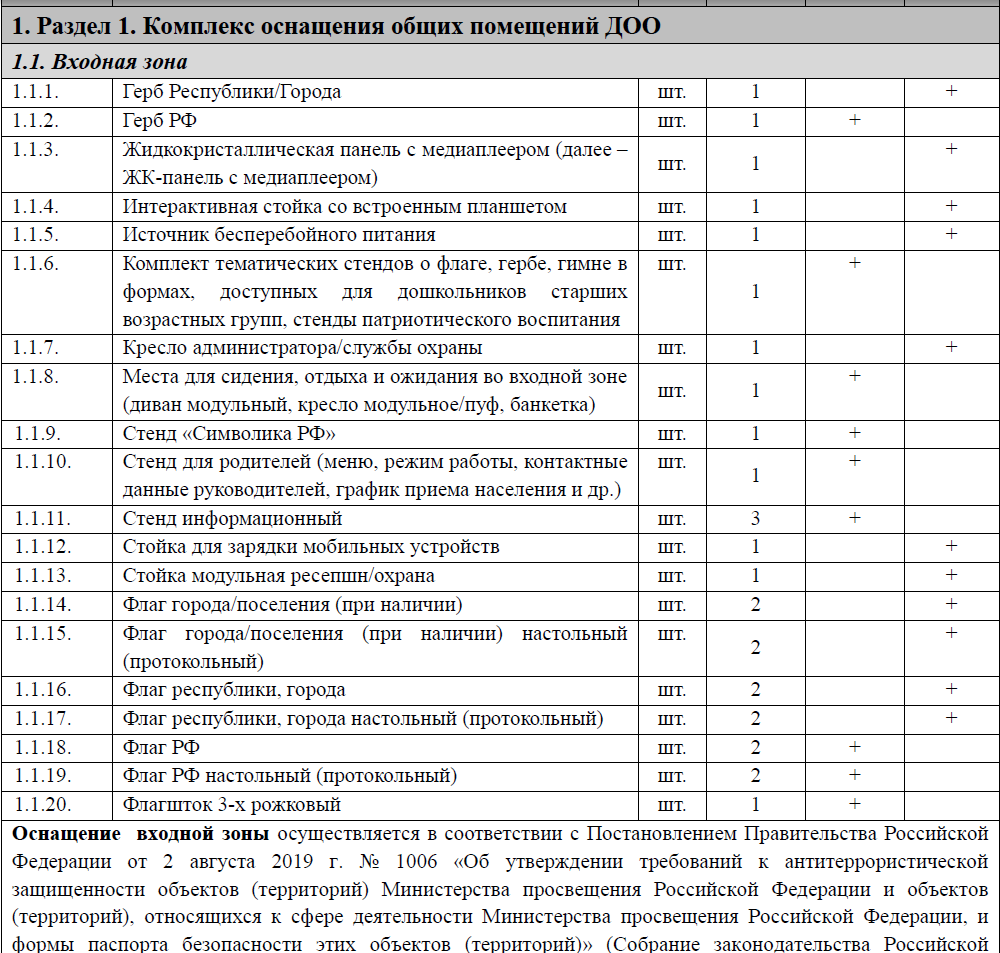 1. Раздел 1. Комплекс оснащения общих помещений ДОО
1.1. Входная зона
1.1.1. Герб Республики/Города шт. 1 +
1.1.2. Герб РФ шт. 1 +
1.1.3. Жидкокристаллическая панель с медиаплеером (далее – шт. 1 +
ЖК-панель с медиаплеером)
1.1.4. Интерактивная стойка со встроенным планшетом шт. 1 +
1.1.5. Источник бесперебойного питания шт. 1 +
1.1.6. Комплект тематических стендов о флаге, гербе, гимне в шт. +
формах, доступных для дошкольников старших 1
возрастных групп, стенды патриотического воспитания
1.1.7. Кресло администратора/службы охраны шт. 1 +
1.1.8. Места для сидения, отдыха и ожидания во входной зоне шт. 1 +
(диван модульный, кресло модульное/пуф, банкетка)
1.1.9. Стенд «Символика РФ» шт. 1 +
1.1.10. Стенд для родителей (меню, режим работы, контактные шт. 1 +
данные руководителей, график приема населения и др.)
1.1.11. Стенд информационный шт. 3 +
1.1.12. Стойка для зарядки мобильных устройств шт. 1 +
1.1.13. Стойка модульная ресепшн/охрана шт. 1 +
1.1.14. Флаг города/поселения (при наличии) шт. 2 +
1.1.15. Флаг города/поселения (при наличии) настольный шт. 2 +
(протокольный)
1.1.16. Флаг республики, города шт. 2 +
1.1.17. Флаг республики, города настольный (протокольный) шт. 2 +
1.1.18. Флаг РФ шт. 2 +
1.1.19. Флаг РФ настольный (протокольный) шт. 2 +
1.1.20. Флагшток 3-х рожковый шт. 1 +
Оснащение входной зоны осуществляется в соответствии с Постановлением Правительства Российской
Федерации от 2 августа 2019 г. № 1006 «Об утверждении требований к антитеррористической
защищенности объектов (территорий) Министерства просвещения Российской Федерации и объектов
(территорий), относящихся к сфере деятельности Министерства просвещения Российской Федерации, и
формы паспорта безопасности этих объектов (территорий)» (Собрание законодательства Российской